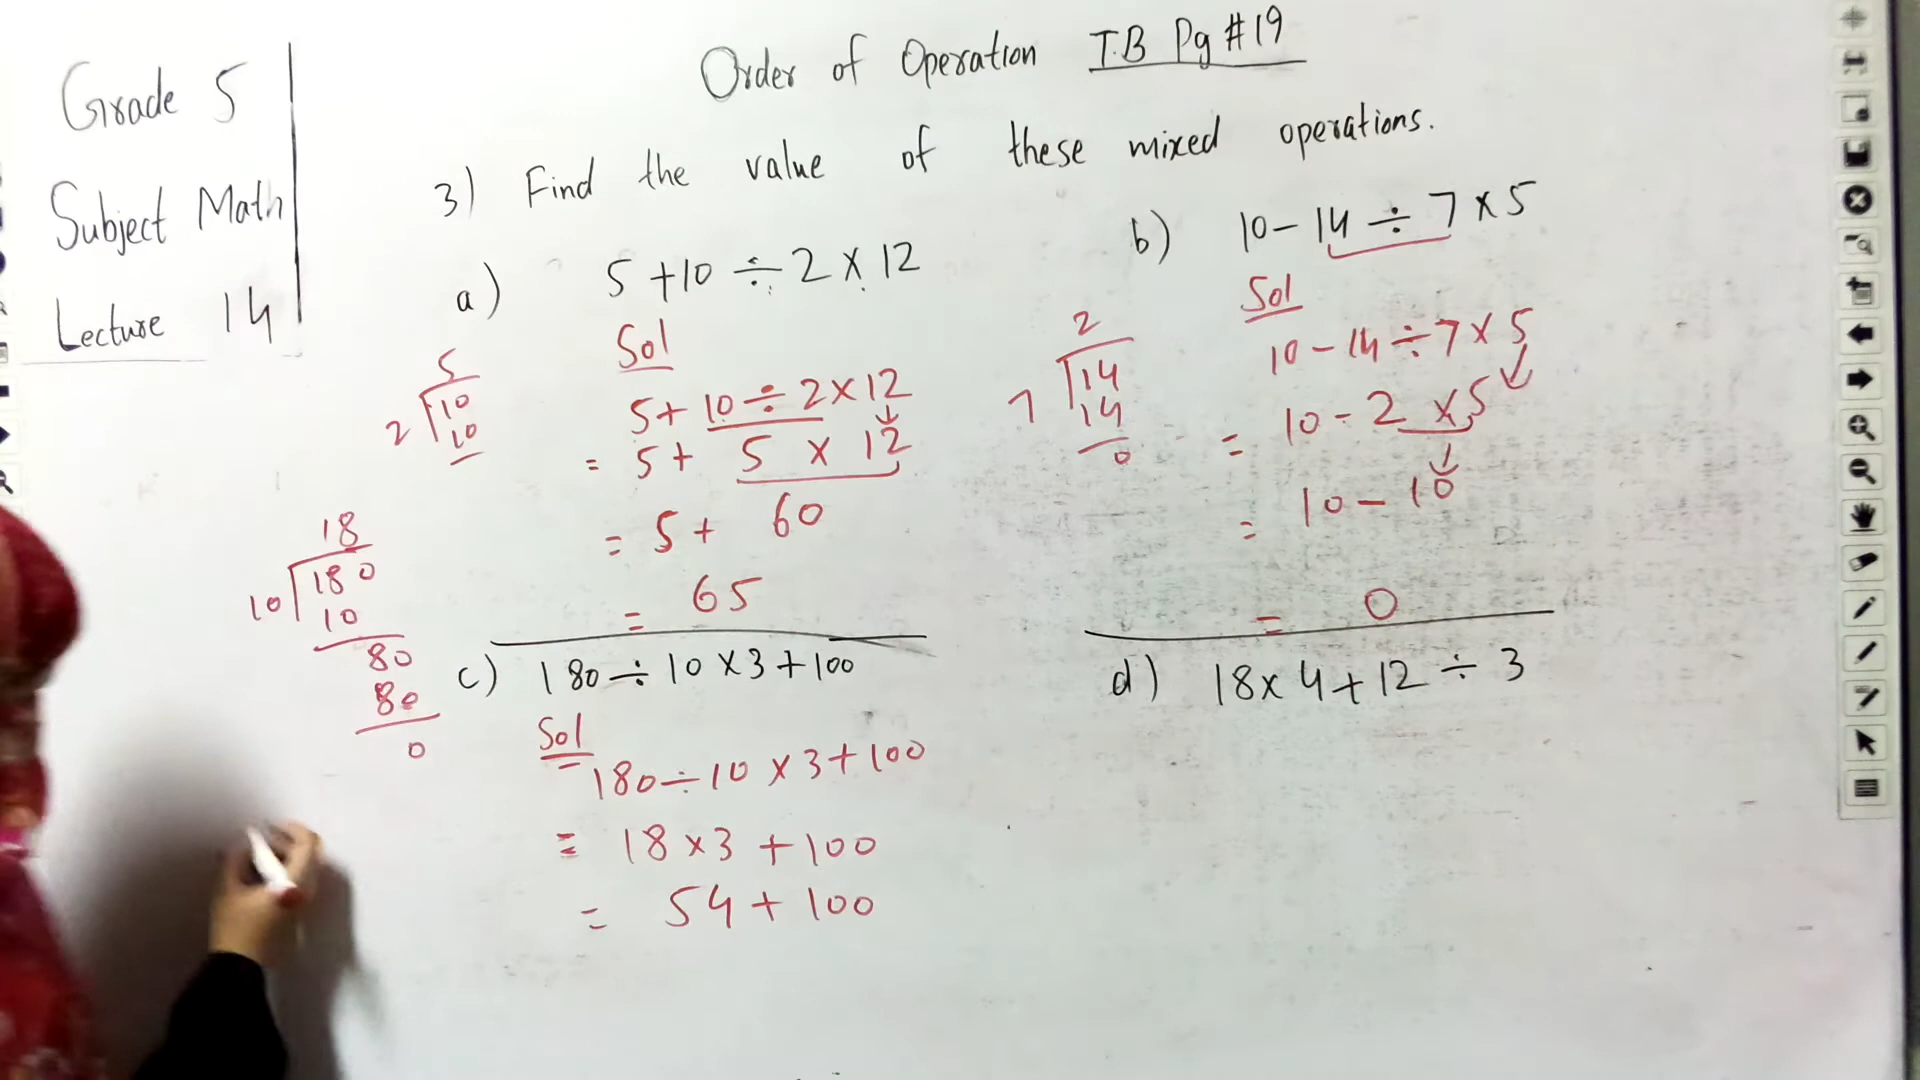 Grade 5
Subject Math
Lecture 14
Order of Operation T.B Pg #19
3) Find the value of these mixed operations.
a) 5 + 10 ÷ 2 × 12
Sol
5 + 10 ÷ 2 × 12
= 5 + 5 × 12
= 5 + 60
= 65
5
2 10
10
b) 10 - 14 ÷ 7 × 5
Sol
10 - 14 ÷ 7 × 5
= 10 - 2 × 5
= 10 - 10
= 0
2
7 14
14
0
c) 180 ÷ 10 × 3 + 100
Sol
180 ÷ 10 × 3 + 100
= 18 × 3 + 100
= 54 + 100
18
10 180
10
80
80
0
d) 18 × 4 + 12 ÷ 3